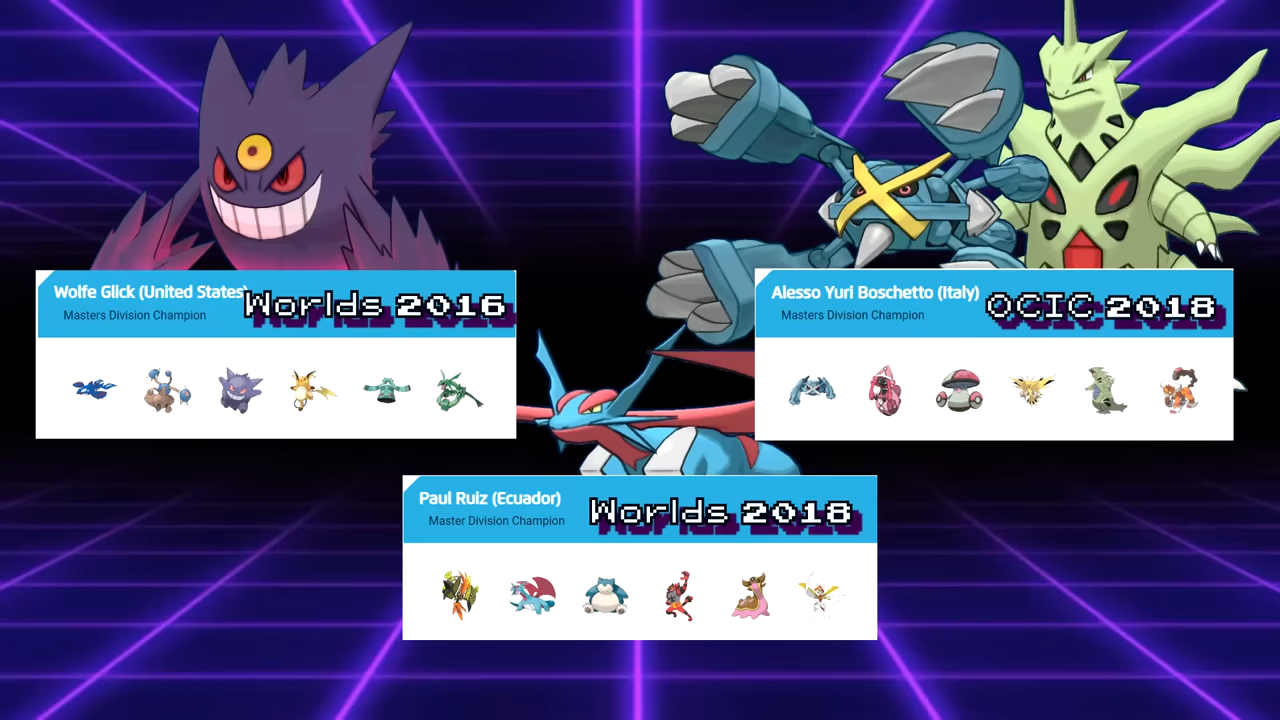 Wolfe Glick (United States)
Worlds 2016
Masters Division Champion
Alesso Yuri Boschetto (Italy)
OCIC 2018
Masters Division Champion
Paul Ruiz (Ecuador)
Worlds 2018
Master Division Champion